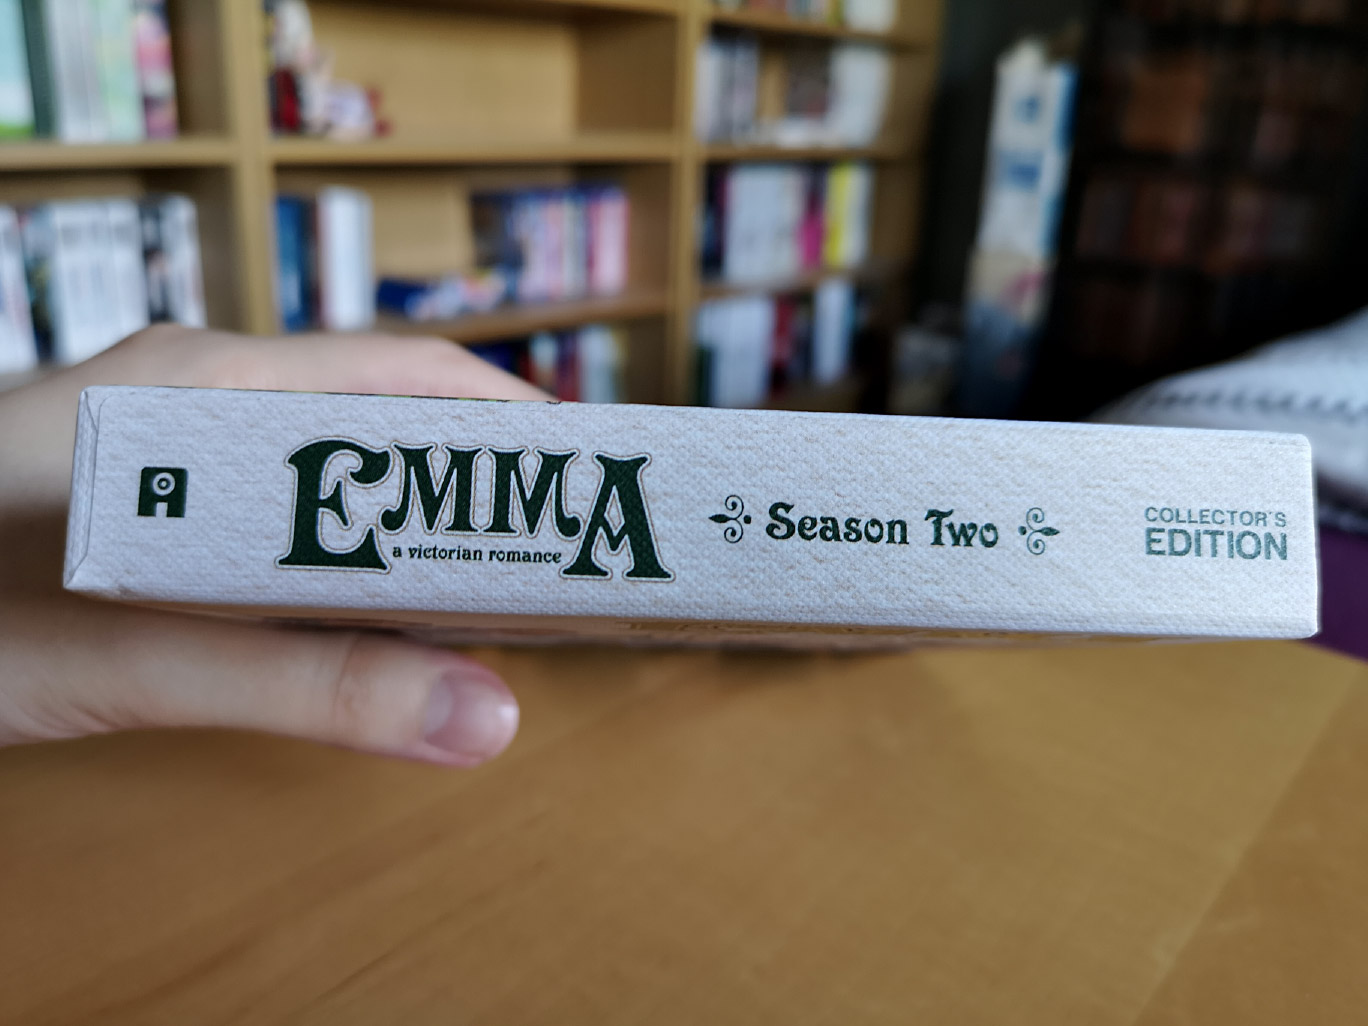 EMMA
a victorian romance
Season Two
COLLECTOR'S
EDITION